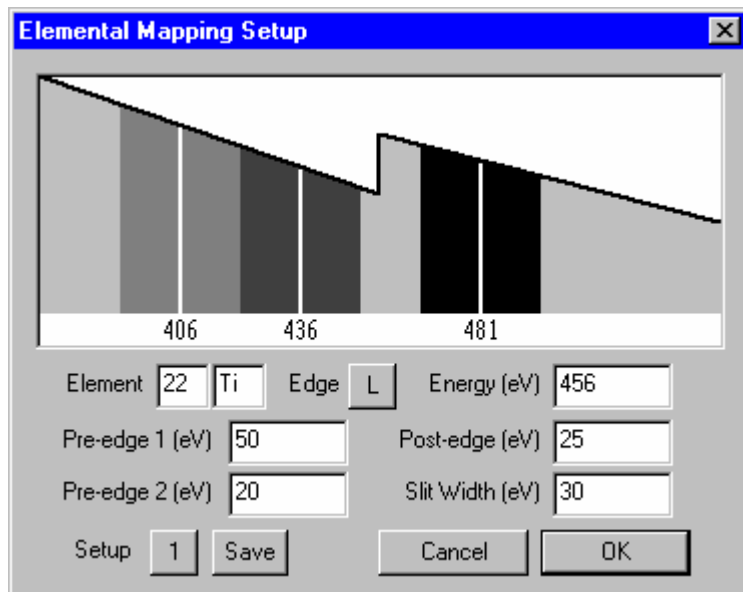 Elemental Mapping Setup
406 436 481
Element 22 Ti Edge L Energy (eV) 456
Pre-edge 1 (eV) 50 Post-edge (eV) 25
Pre-edge 2 (eV) 20 Slit Width (eV) 30
Setup 1 Save Cancel OK